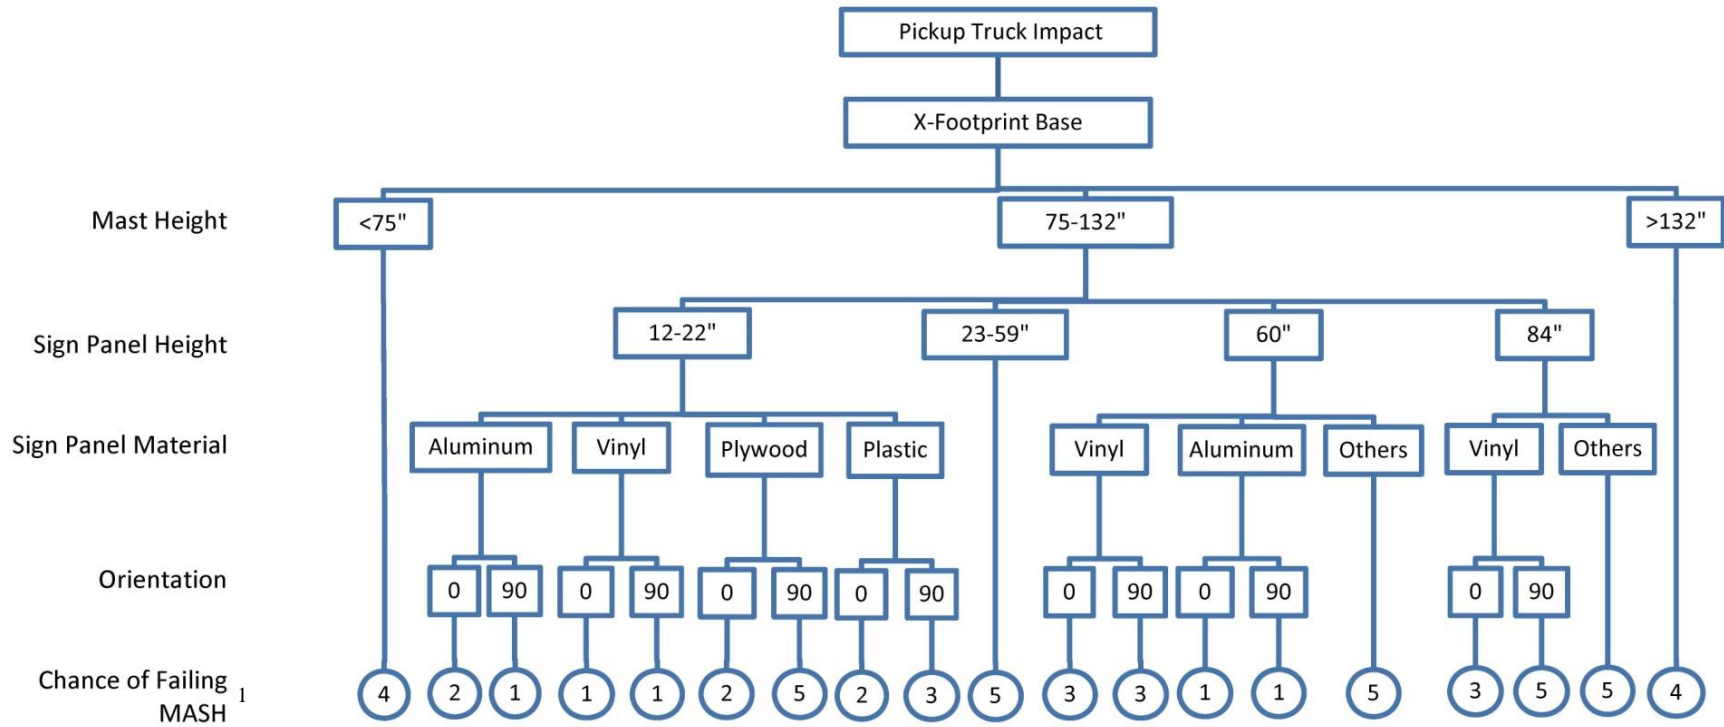 Pickup Truck Impact
X-Footprint Base
Mast Height
<75"
75-132"
>132"
Sign Panel Height
12-22"
23-59"
60"
84"
Sign Panel Material
Aluminum
Vinyl
Plywood
Plastic
Vinyl
Aluminum
Others
Vinyl
Others
Orientation
0
90
0
90
0
90
0
90
0
90
0
90
0
90
Chance of Failing 1
MASH
4
2
1
1
1
2
5
2
3
5
3
3
1
1
5
3
5
5
4